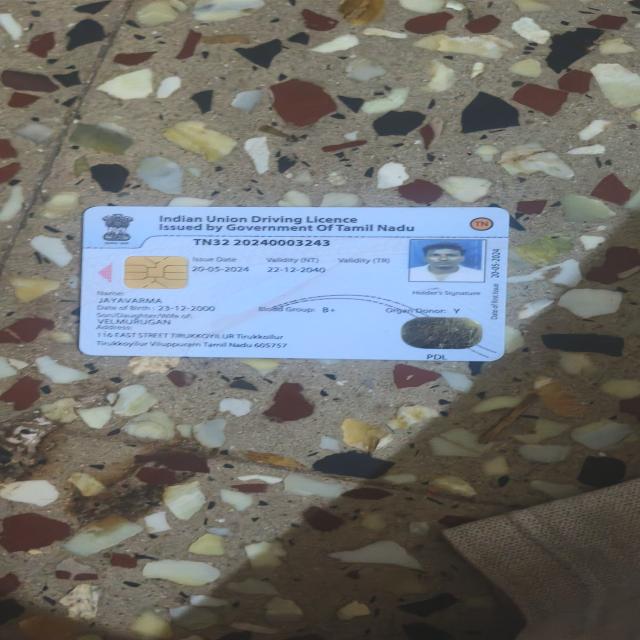 Indian Union Driving Licence
Issued by Government Of Tamil Nadu
TN
TN32 20240003243
Issue Date Validity (NT) Validity (TR)
20-05-2024 22-12-2040
Holder's Signature
Date of First Issue 20-05-2024
Name:
JAYAVARMA
Date of Birth : 23-12-2000 Blood Group: B+ Organ Donor: Y
Son/Daughter/Wife of:
VELMURUGAN
Address:
116 EAST STREET TIRUKKOYILUR Tirukkoilur
Tirukkoyilur Viluppuram Tamil Nadu 605757
PDL